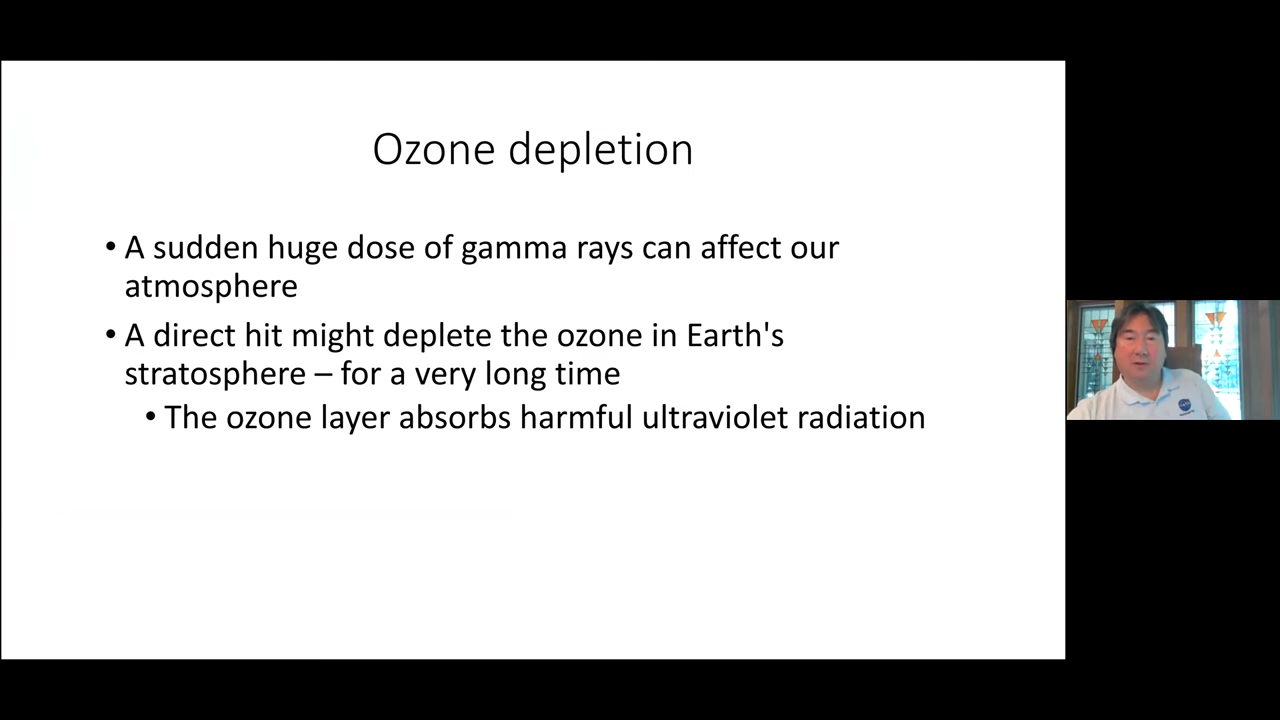 Ozone depletion
• A sudden huge dose of gamma rays can affect our
atmosphere
• A direct hit might deplete the ozone in Earth's
stratosphere – for a very long time
• The ozone layer absorbs harmful ultraviolet radiation